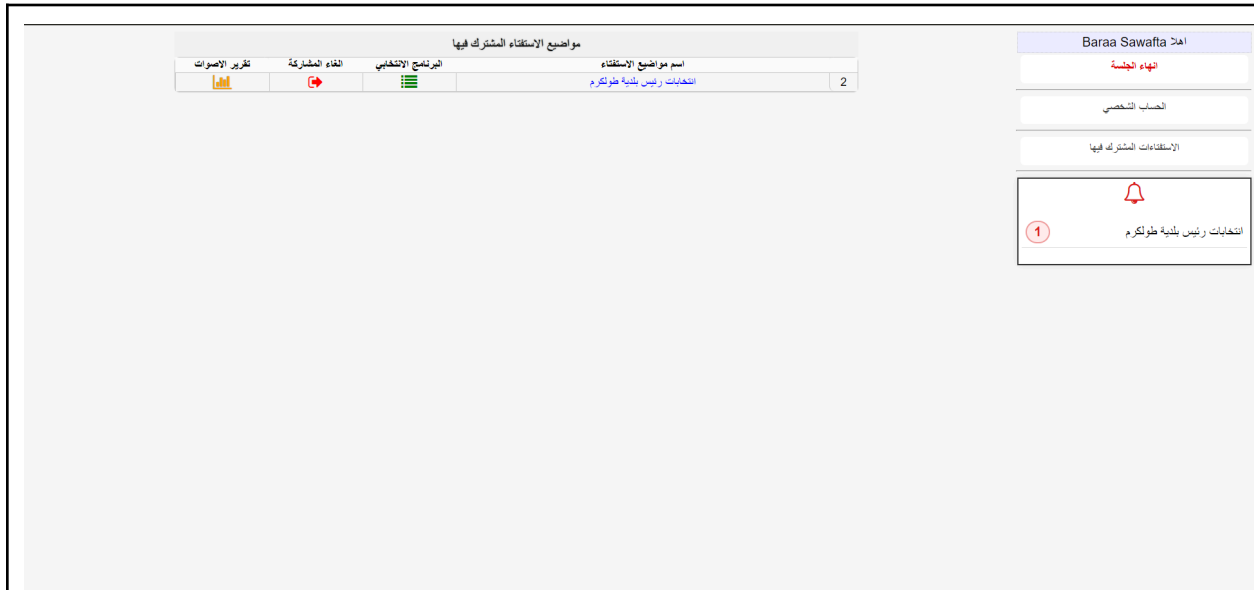 اهلا Baraa Sawafta
انهاء الجلسة
الحساب الشخصي
الاستفتاءات المشترك فيها
انتخابات رئيس بلدية طولكرم 1
مواضيع الاستفتاء المشترك فيها
اسم مواضيع الاستفتاء البرنامج الانتخابي الغاء المشاركة تقرير الاصوات
2 انتخابات رئيس بلدية طولكرم